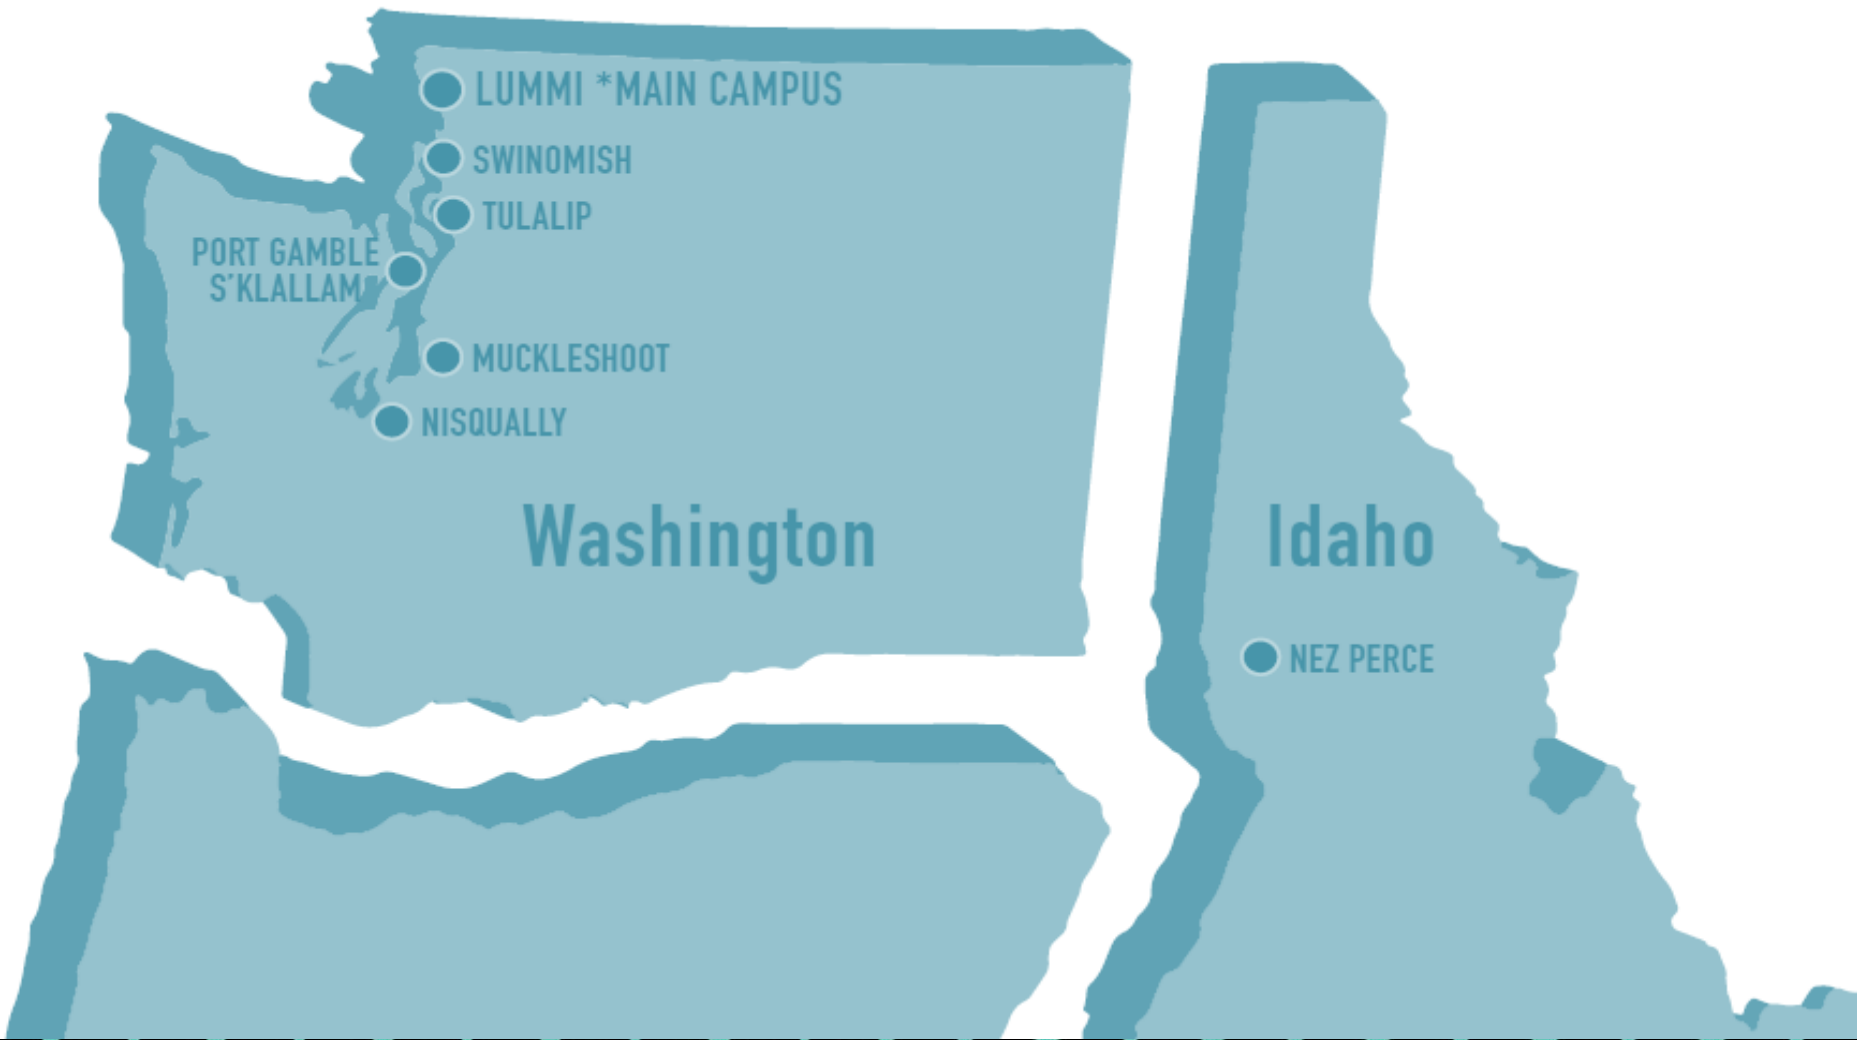 LUMMI *MAIN CAMPUS
SWINOMISH
TULALIP
PORT GAMBLE
S'KLALLAM
MUCKLESHOOT
NISQUALLY
Washington
Idaho
NEZ PERCE